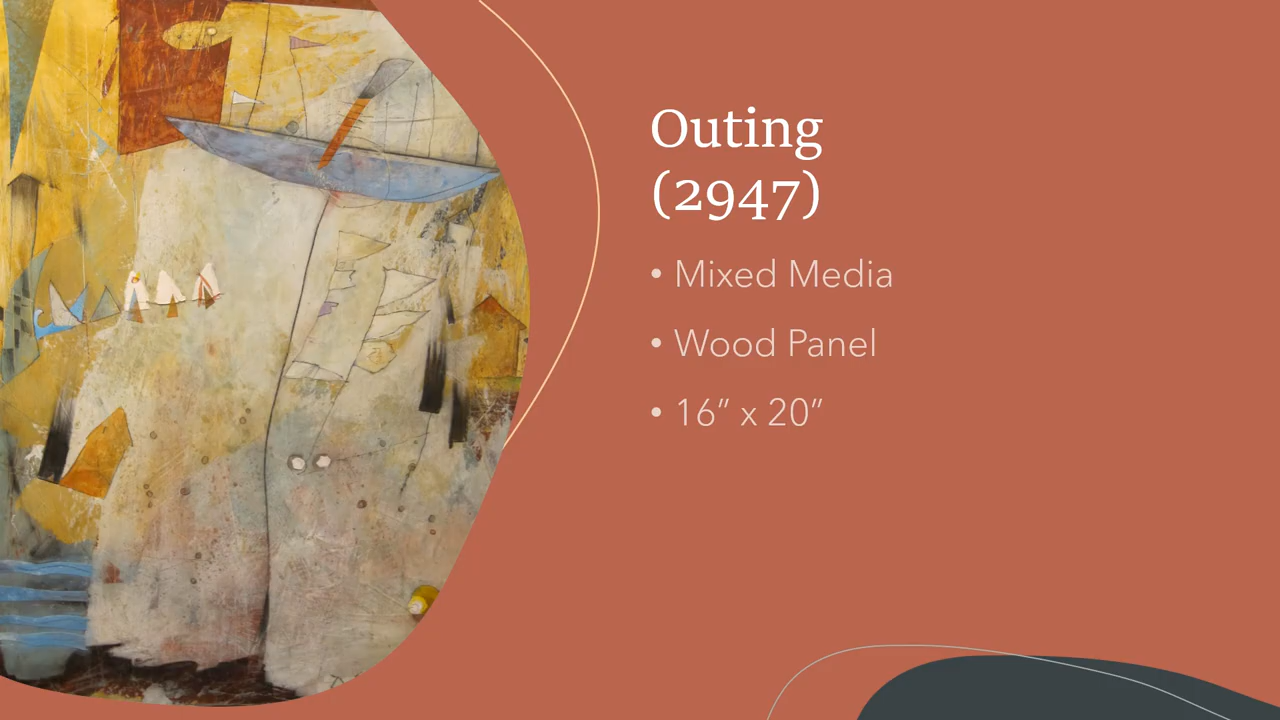 Outing
(2947)
• Mixed Media
• Wood Panel
• 16” x 20”